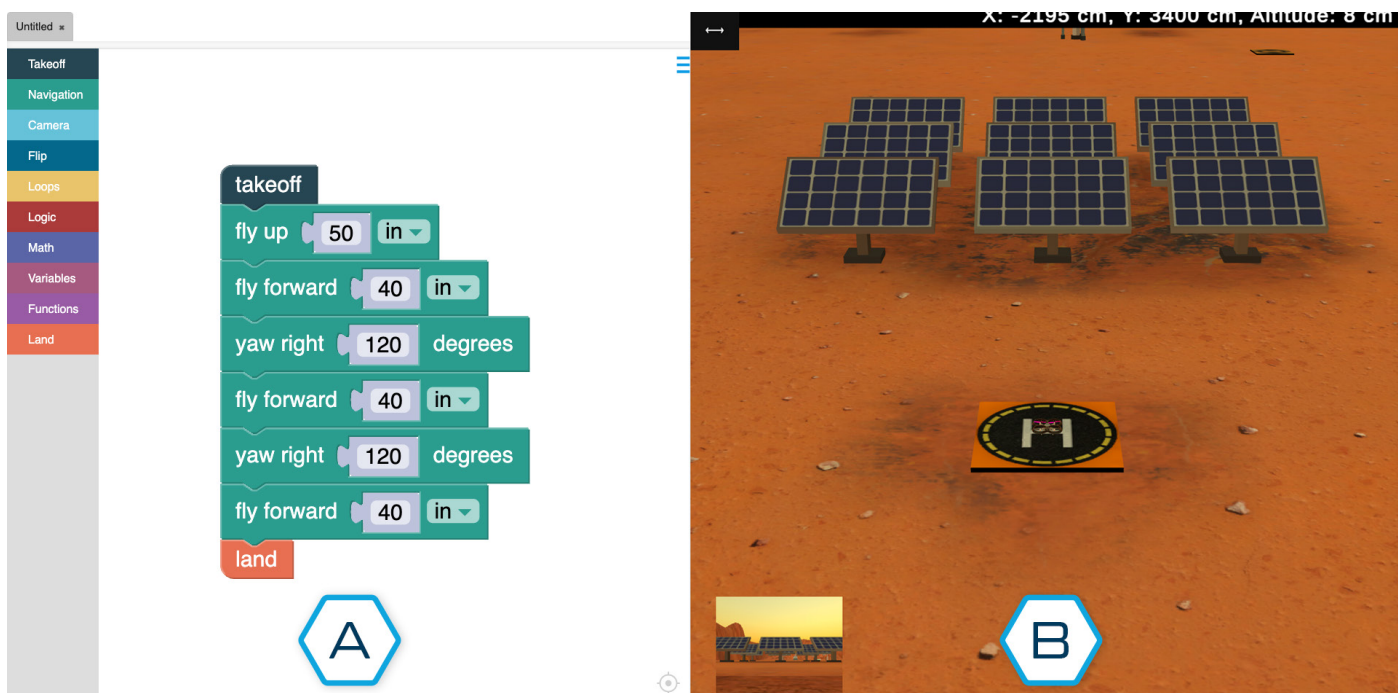 Untitled ×
Takeoff
Navigation
Camera
Flip
Loops
Logic
Math
Variables
Functions
Land
takeoff
fly up 50 in
fly forward 40 in
yaw right 120 degrees
fly forward 40 in
yaw right 120 degrees
fly forward 40 in
land
A
X: -2195 cm, Y: 3400 cm, Altitude: 8 cm
H
B